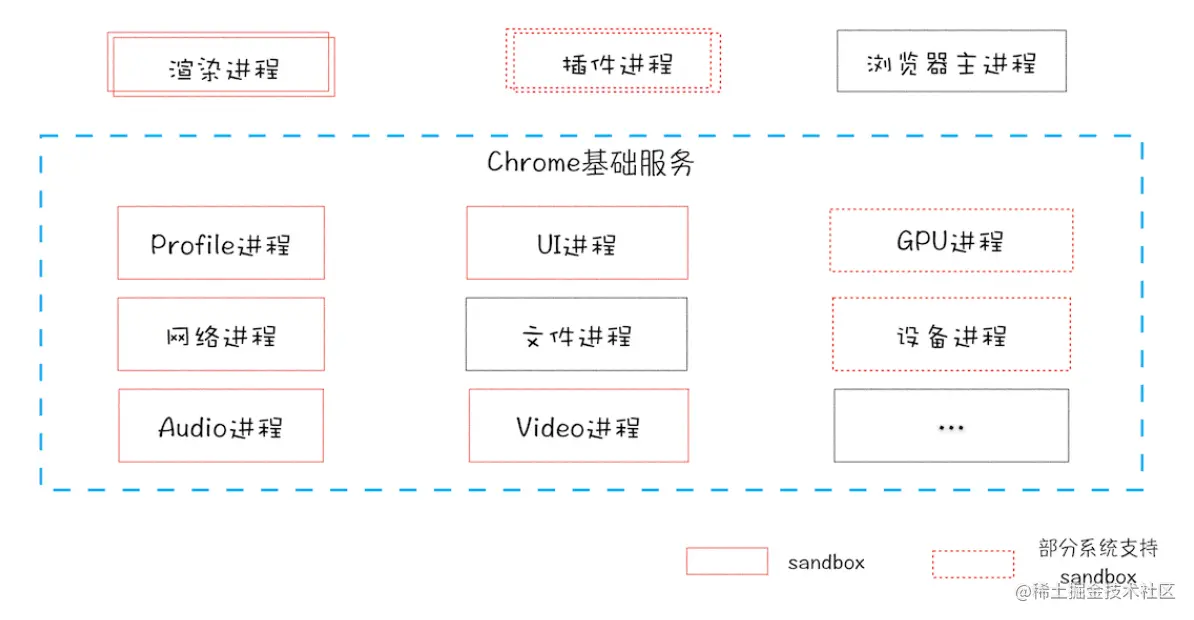 渲染进程
插件进程
浏览器主进程
Chrome基础服务
Profile进程
UI进程
GPU进程
网络进程
文件进程
设备进程
Audio进程
Video进程
...
sandbox
部分系统支持
sandbox
@稀土掘金技术社区